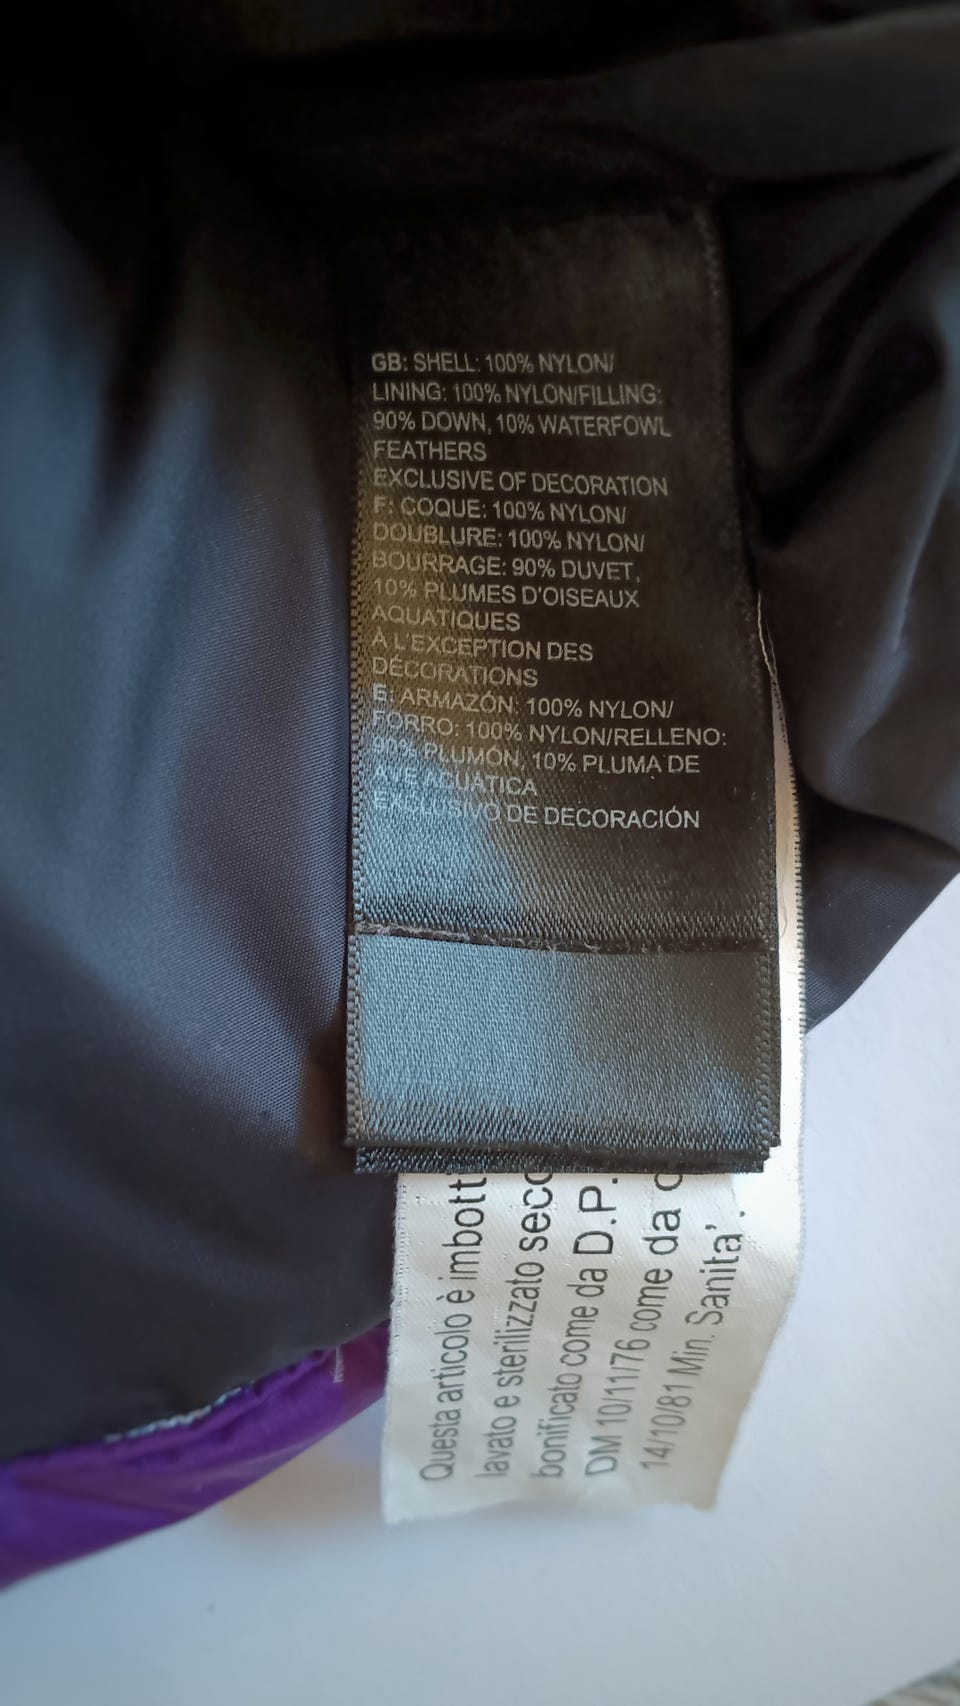 GB: SHELL: 100% NYLON/
LINING: 100% NYLON/FILLING:
90% DOWN, 10% WATERFOWL
FEATHERS
EXCLUSIVE OF DECORATION
F: COQUE: 100% NYLON/
DOUBLURE: 100% NYLON/
BOURRAGE: 90% DUVET,
10% PLUMES D'OISEAUX
AQUATIQUES
À L'EXCEPTION DES
DÉCORATIONS
E: ARMAZÓN: 100% NYLON/
FORRO: 100% NYLON/RELLENO:
90% PLUMÓN, 10% PLUMA DE
AVE ACUÁTICA
EXCLUSIVO DE DECORACIÓN
Questa articolo è imbott
lavato e sterilizzato seco
bonificato come da D.P.
DM 10/11/76 come da c
14/10/81 Min. Sanita'.